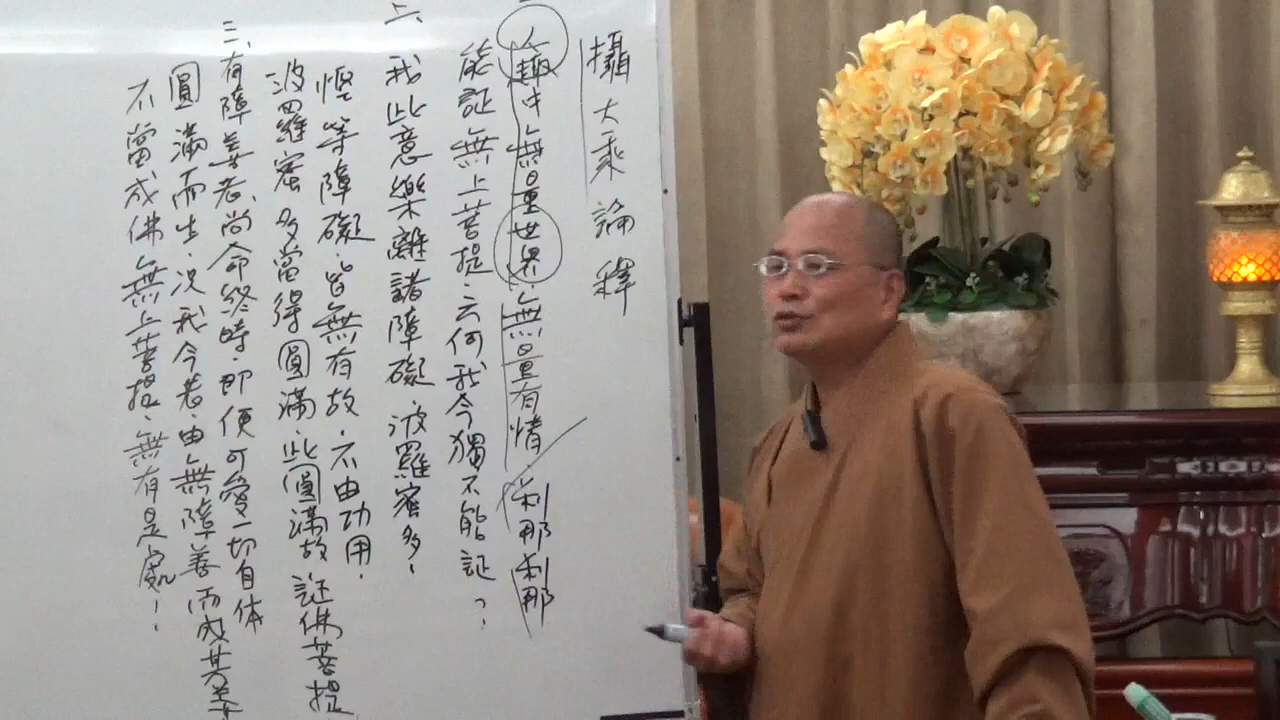 攝大乘論釋
人趣中無量世界無量有情 刹那刹那
能証無上菩提．云何我今獨不能証？
二、我此意樂離諸障礙．波羅蜜多，
慳等障礙．皆無有故．不由功用．
波羅蜜多當得圓滿．此圓滿故証佛菩提
三、有障善者、尚命終時．即便可愛一切自体
圓滿而生．况我今者．由無障善而成其
不當成佛無上菩提．無有是處！